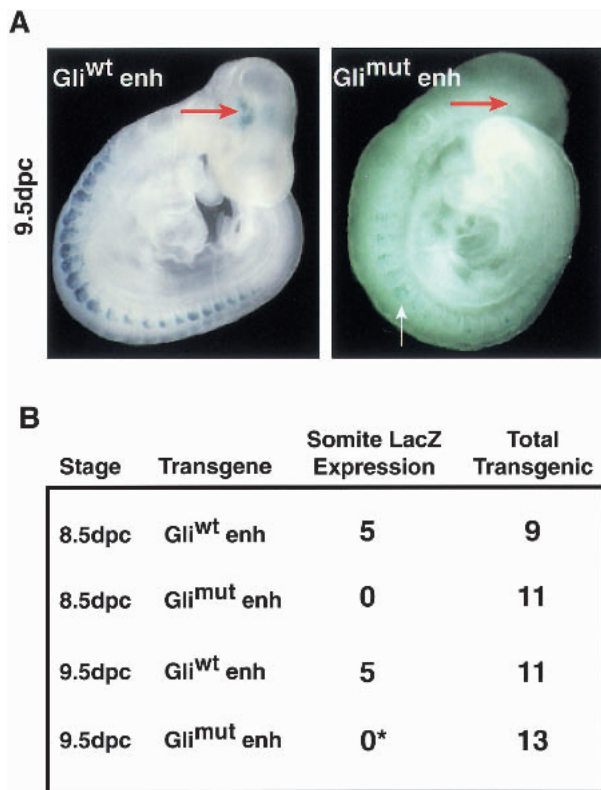 A
Gli^wt enh
Gli^mut enh
9.5dpc
B
Stage Transgene Somite LacZ Expression Total Transgenic
8.5dpc Gli^wt enh 5 9
8.5dpc Gli^mut enh 0 11
9.5dpc Gli^wt enh 5 11
9.5dpc Gli^mut enh 0* 13